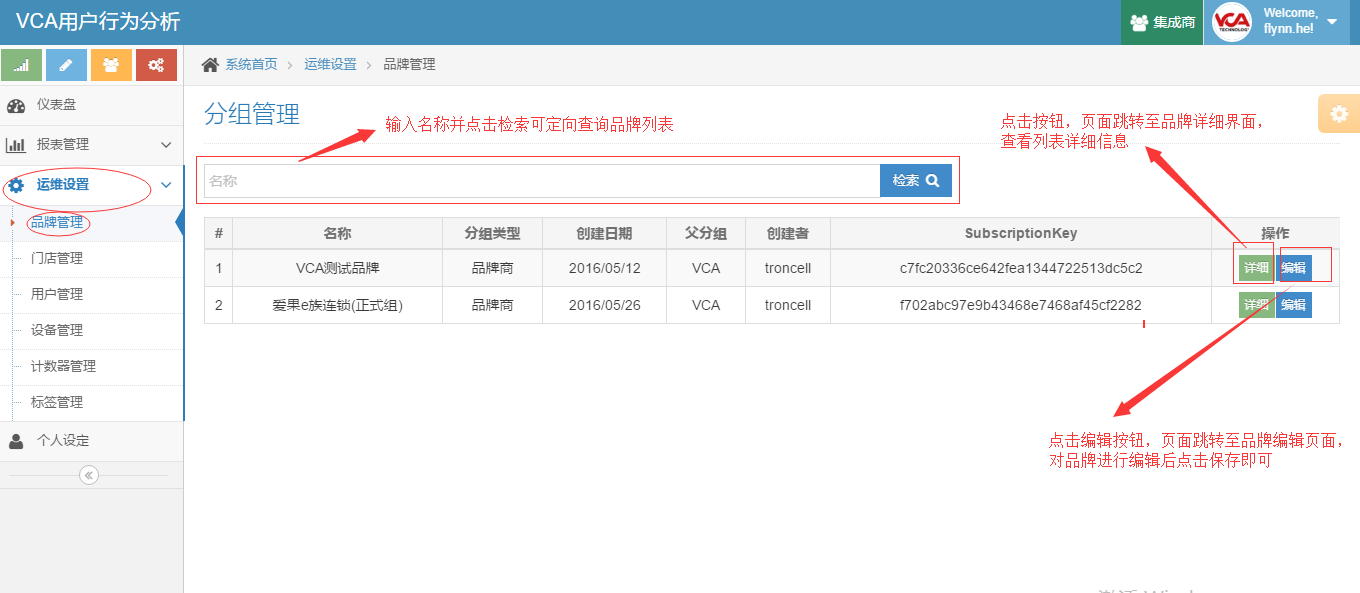 VCA用户行为分析
集成商
VCA
TECHNOLOGY
Welcome,
flynn.he!
系统首页 > 运维设置 > 品牌管理
仪表盘
报表管理
运维设置
品牌管理
门店管理
用户管理
设备管理
计数器管理
标签管理
个人设定
分组管理
输入名称并点击检索可定向查询品牌列表
点击按钮，页面跳转至品牌详细界面，
查看列表详细信息
名称
检索
# 名称 分组类型 创建日期 父分组 创建者 SubscriptionKey 操作
1 VCA测试品牌 品牌商 2016/05/12 VCA troncell c7fc20336ce642fea1344722513dc5c2 详细 编辑
2 爱果e族连锁(正式组) 品牌商 2016/05/26 VCA troncell f702abc97e9b43468e7468af45cf2282 详细 编辑
点击编辑按钮，页面跳转至品牌编辑页面，
对品牌进行编辑后点击保存即可